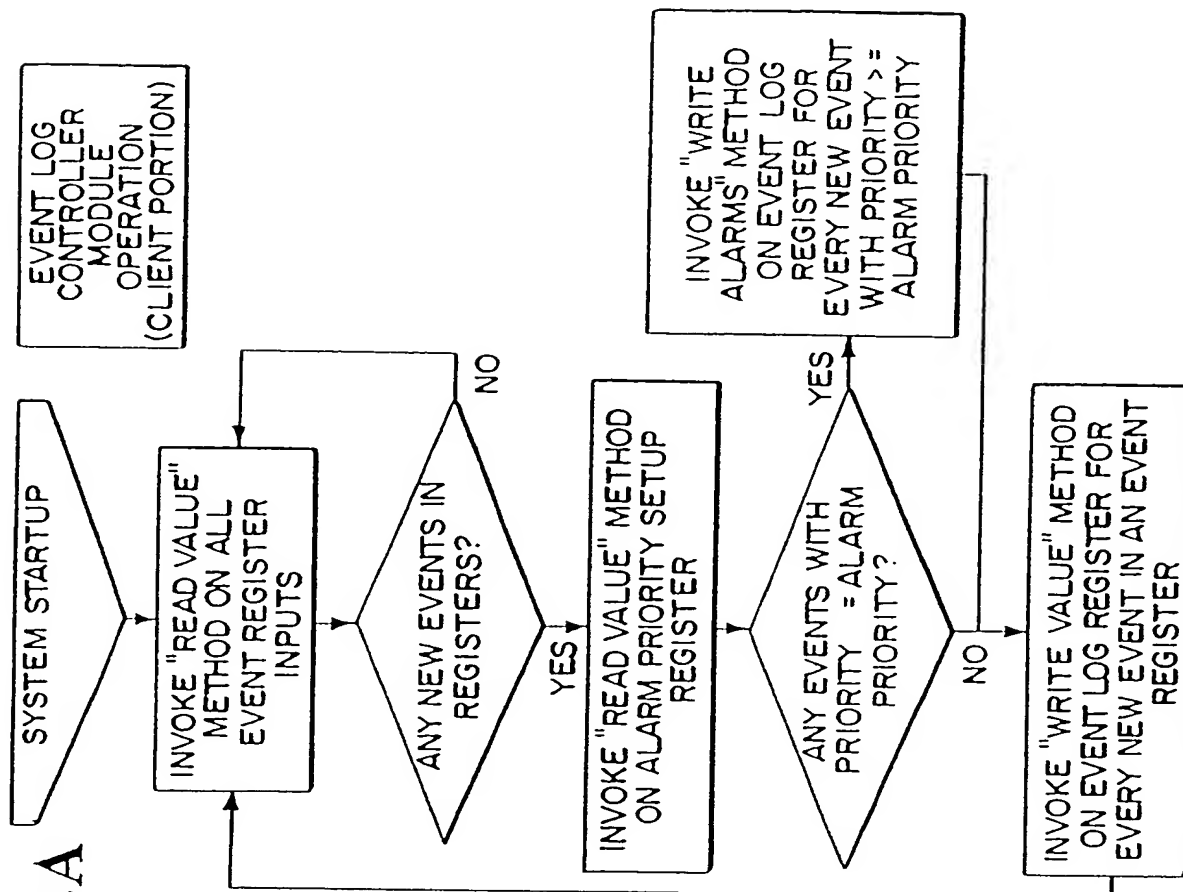 EVENT LOG
CONTROLLER
MODULE
OPERATION
(CLIENT PORTION)
SYSTEM STARTUP
INVOKE "READ VALUE"
METHOD ON ALL
EVENT REGISTER
INPUTS
ANY NEW EVENTS IN
REGISTERS?
NO
YES
INVOKE "READ VALUE" METHOD
ON ALARM PRIORITY SETUP
REGISTER
ANY EVENTS WITH
PRIORITY = ALARM
PRIORITY?
YES
INVOKE "WRITE
ALARMS" METHOD
ON EVENT LOG
REGISTER FOR
EVERY NEW EVENT
WITH PRIORITY >=
ALARM PRIORITY
NO
INVOKE "WRITE VALUE" METHOD
ON EVENT LOG REGISTER FOR
EVERY NEW EVENT IN AN EVENT
REGISTER